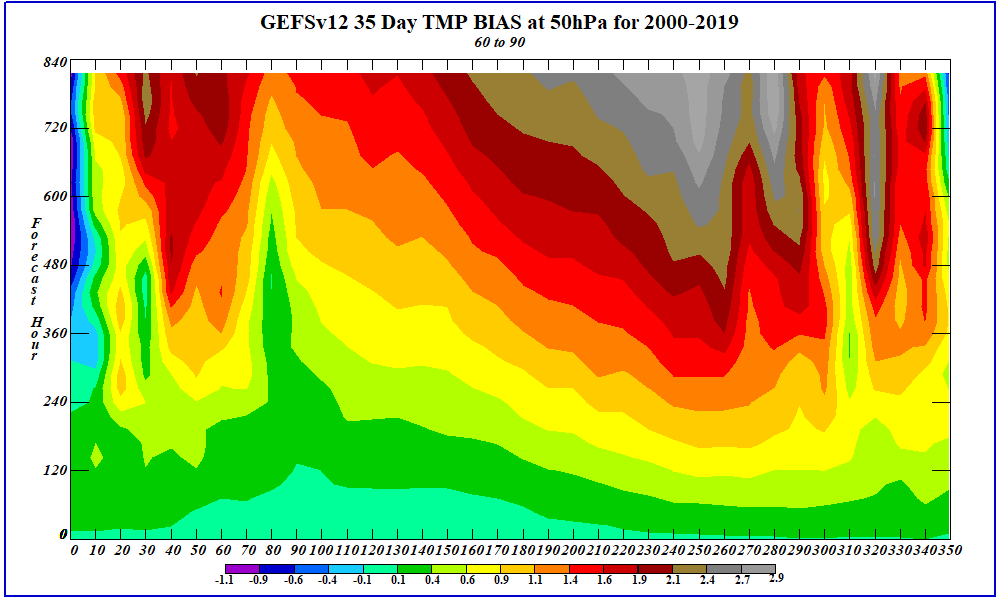 GEFSv12 35 Day TMP BIAS at 50hPa for 2000-2019
60 to 90
840
720
600
480
360
240
120
0
Forecast Hour
0 10 20 30 40 50 60 70 80 90 100 110 120 130 140 150 160 170 180 190 200 210 220 230 240 250 260 270 280 290 300 310 320 330 340 350
-1.1 -0.9 -0.6 -0.4 -0.1 0.1 0.4 0.6 0.9 1.1 1.4 1.6 1.9 2.1 2.4 2.7 2.9